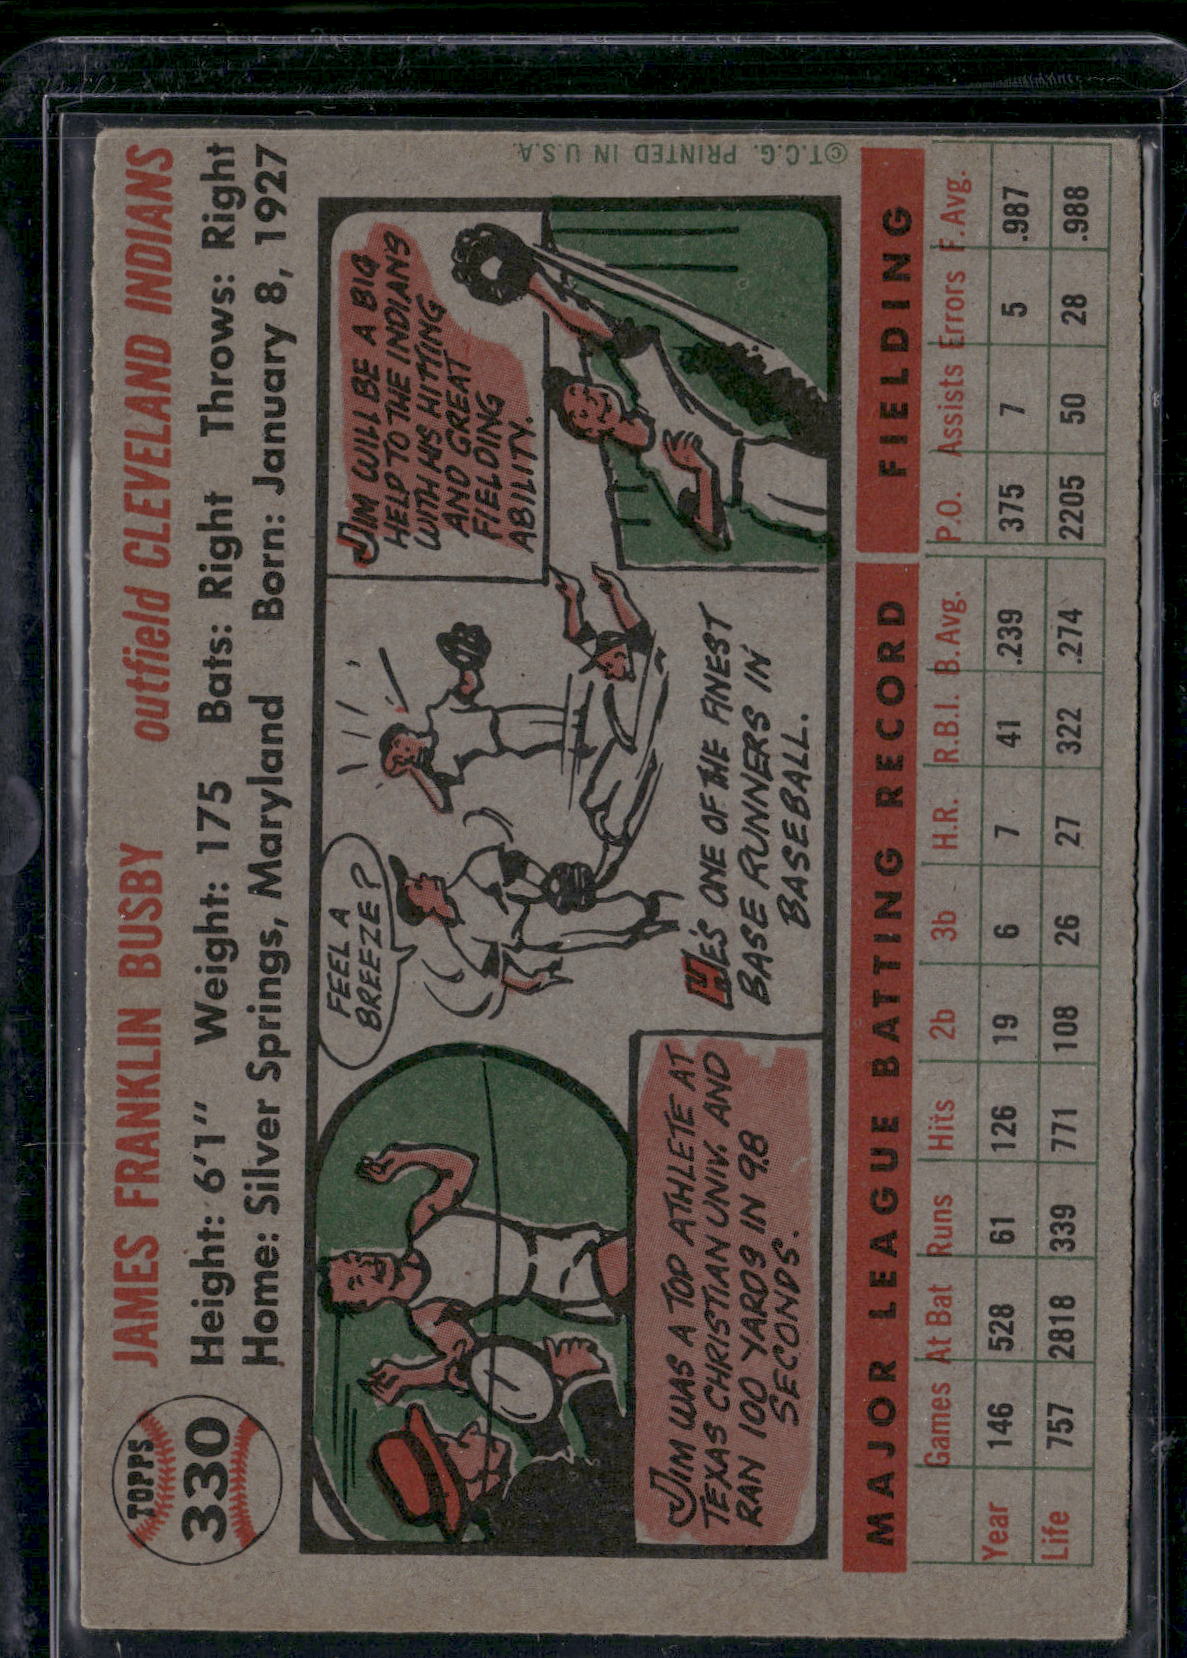 TOPPS
330
JAMES FRANKLIN BUSBY outfield CLEVELAND INDIANS
Height: 6'1" Weight: 175 Bats: Right Throws: Right
Home: Silver Springs, Maryland Born: January 8, 1927
JIM WAS A TOP ATHLETE AT
TEXAS CHRISTIAN UNIV. AND
RAN 100 YARDS IN 9.8
SECONDS.
FEEL A
BREEZE?
HE'S ONE OF THE FINEST
BASE RUNNERS IN
BASEBALL.
JIM WILL BE A BIG
HELP TO THE INDIANS
WITH HIS HITTING
AND GREAT
FIELDING
ABILITY.
©T.C.G. PRINTED IN U.S.A.
MAJOR LEAGUE BATTING RECORD FIELDING
Games At Bat Runs Hits 2b 3b H.R. R.B.I. B.Avg. P.O. Assists Errors F.Avg.
Year 146 528 61 126 19 6 7 41 .239 375 7 5 .987
Life 757 2818 339 771 108 26 27 322 .274 2205 50 28 .988